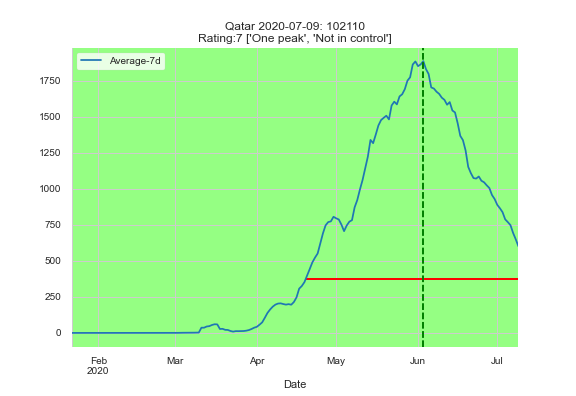 Qatar 2020-07-09: 102110
Rating:7 ['One peak', 'Not in control']
Average-7d
1750
1500
1250
1000
750
500
250
0
Feb
2020
Mar
Apr
May
Jun
Jul
Date